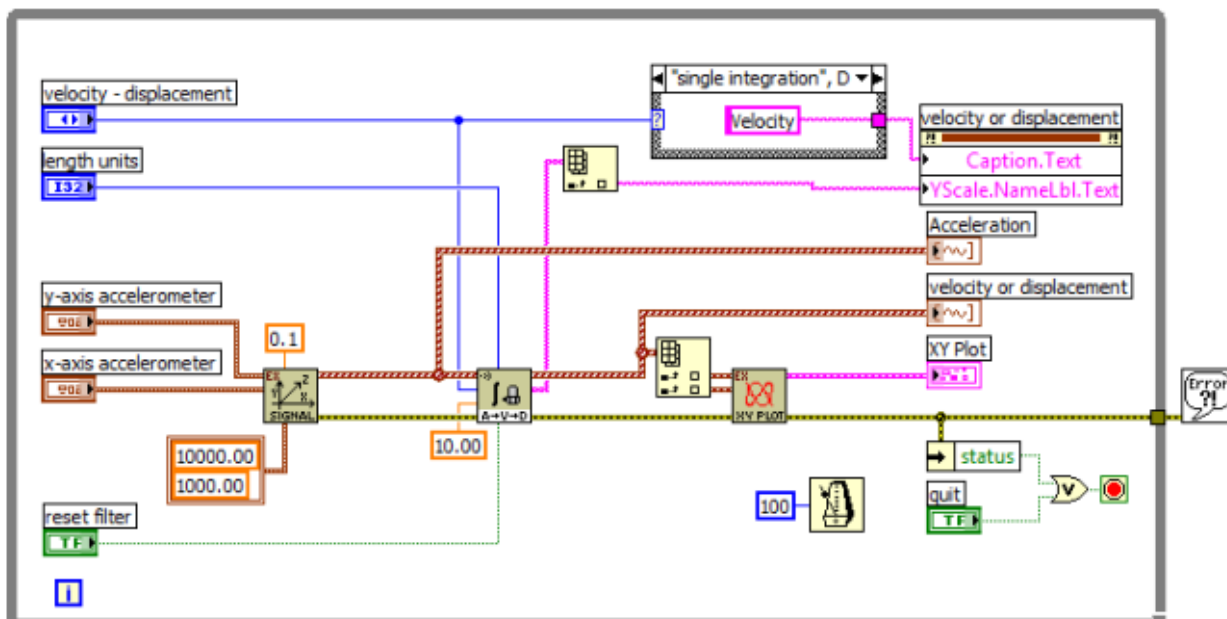 "single integration", D
velocity - displacement
?
Velocity
velocity or displacement
?! ?!
Caption.Text
YScale.NameLbl.Text
length units
I32
Acceleration
y-axis accelerometer
velocity or displacement
0.1
x-axis accelerometer
XY Plot
EX
Z
Y
X
SIGNAL
A→V→D
EX
XY PLOT
Error
?!
10.00
10000.00
1000.00
status
quit
V
100
TF
reset filter
TF
i